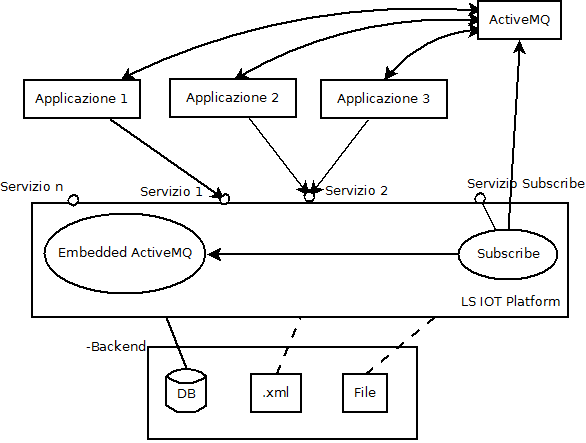 ActiveMQ
Applicazione 1
Applicazione 2
Applicazione 3
Servizio n
Servizio 1
Servizio 2
Servizio Subscribe
Embedded ActiveMQ
Subscribe
LS IOT Platform
-Backend
DB
.xml
File